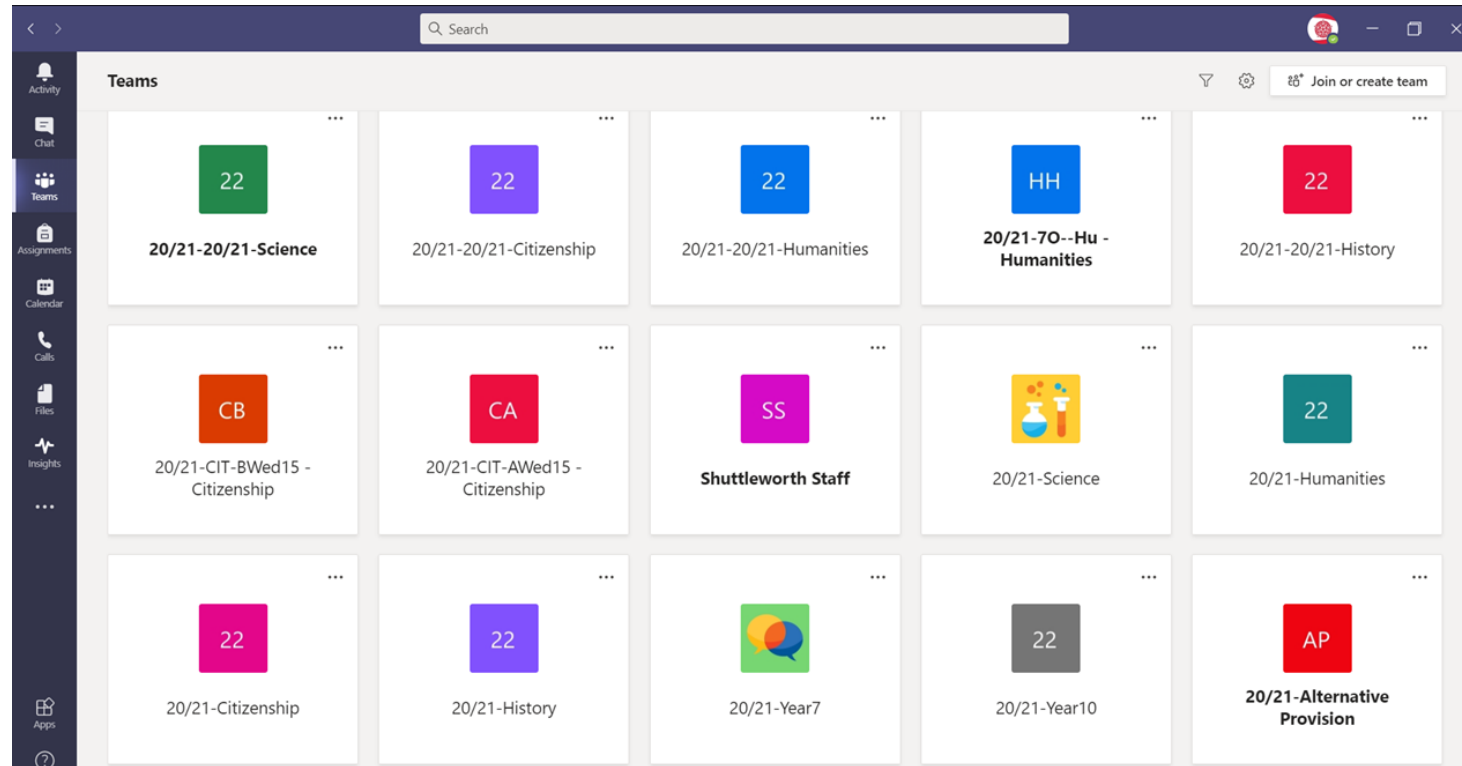 Search
Activity
Chat
Teams
Assignments
Calendar
Calls
Files
Insights
Apps
Teams
Join or create team
22
20/21-20/21-Science
22
20/21-20/21-Citizenship
22
20/21-20/21-Humanities
HH
20/21-7O--Hu -
Humanities
22
20/21-20/21-History
CB
20/21-CIT-BWed15 -
Citizenship
CA
20/21-CIT-AWed15 -
Citizenship
SS
Shuttleworth Staff
20/21-Science
22
20/21-Humanities
22
20/21-Citizenship
22
20/21-History
20/21-Year7
22
20/21-Year10
AP
20/21-Alternative
Provision